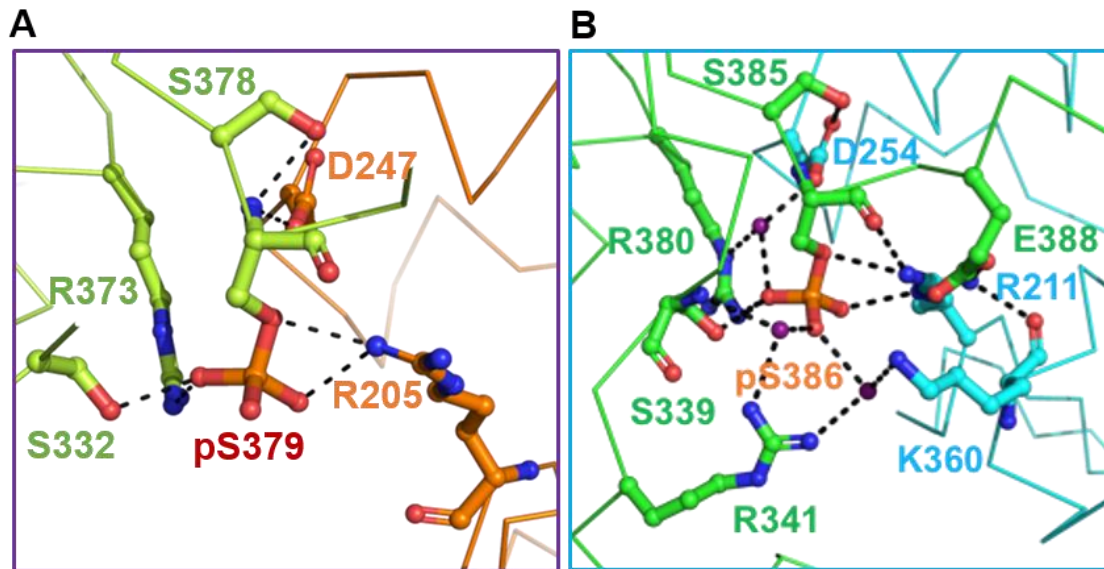 A
S378
D247
R373
R205
S332
pS379
B
S385
D254
R380
E388
R211
pS386
S339
K360
R341